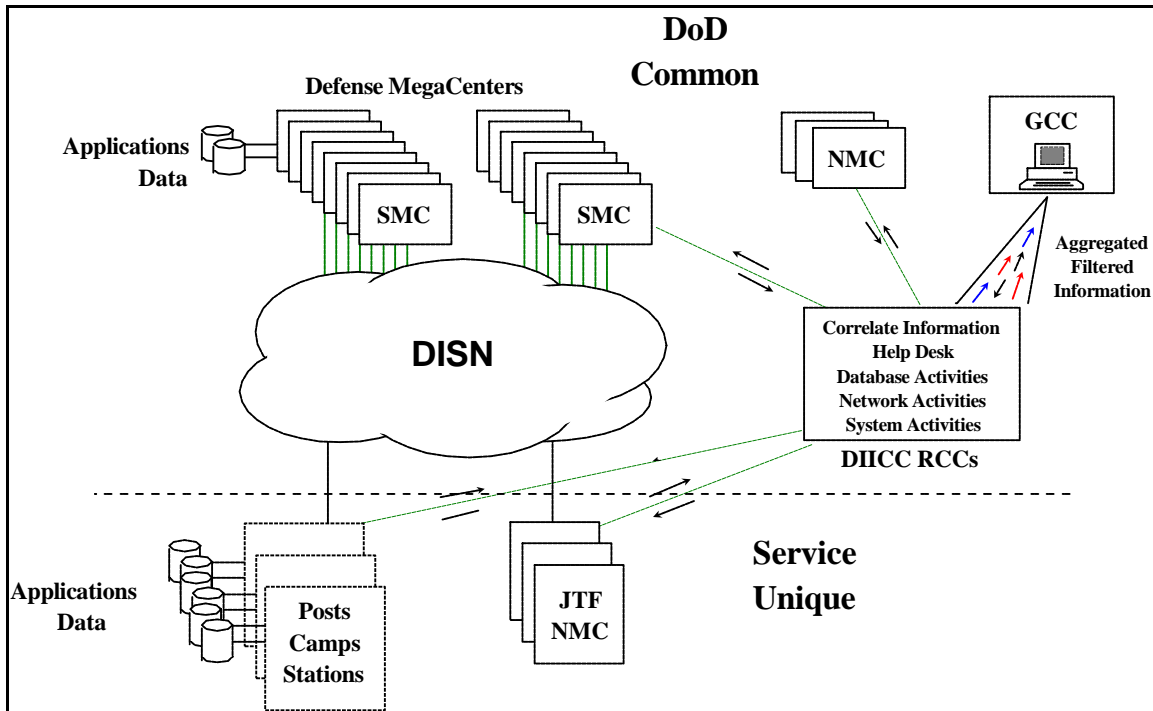 DoD
Common
Defense MegaCenters
Applications
Data
SMC
SMC
NMC
GCC
Aggregated
Filtered
Information
DISN
Correlate Information
Help Desk
Database Activities
Network Activities
System Activities
DIICC RCCs
Applications
Data
Posts
Camps
Stations
JTF
NMC
Service
Unique